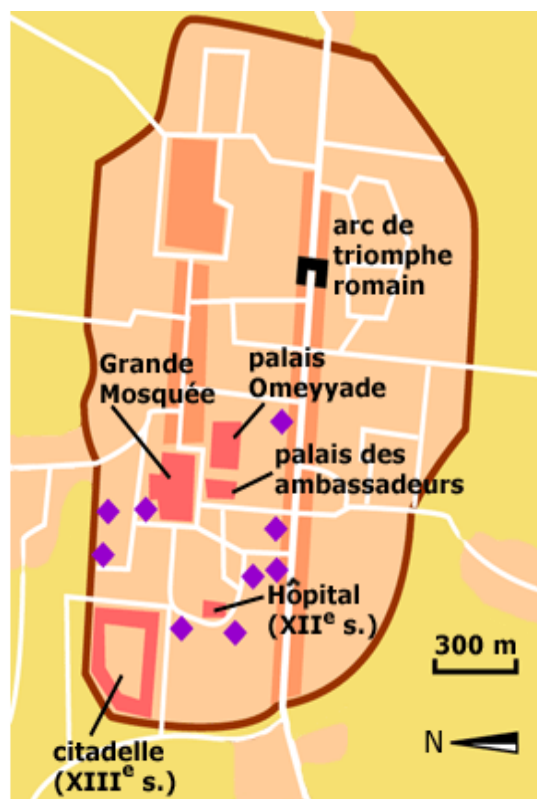 arc de
triomphe
romain
Grande
Mosquée
palais
Omeyyade
palais des
ambassadeurs
Hôpital
(XIIe s.)
300 m
N
citadelle
(XIIIe s.)